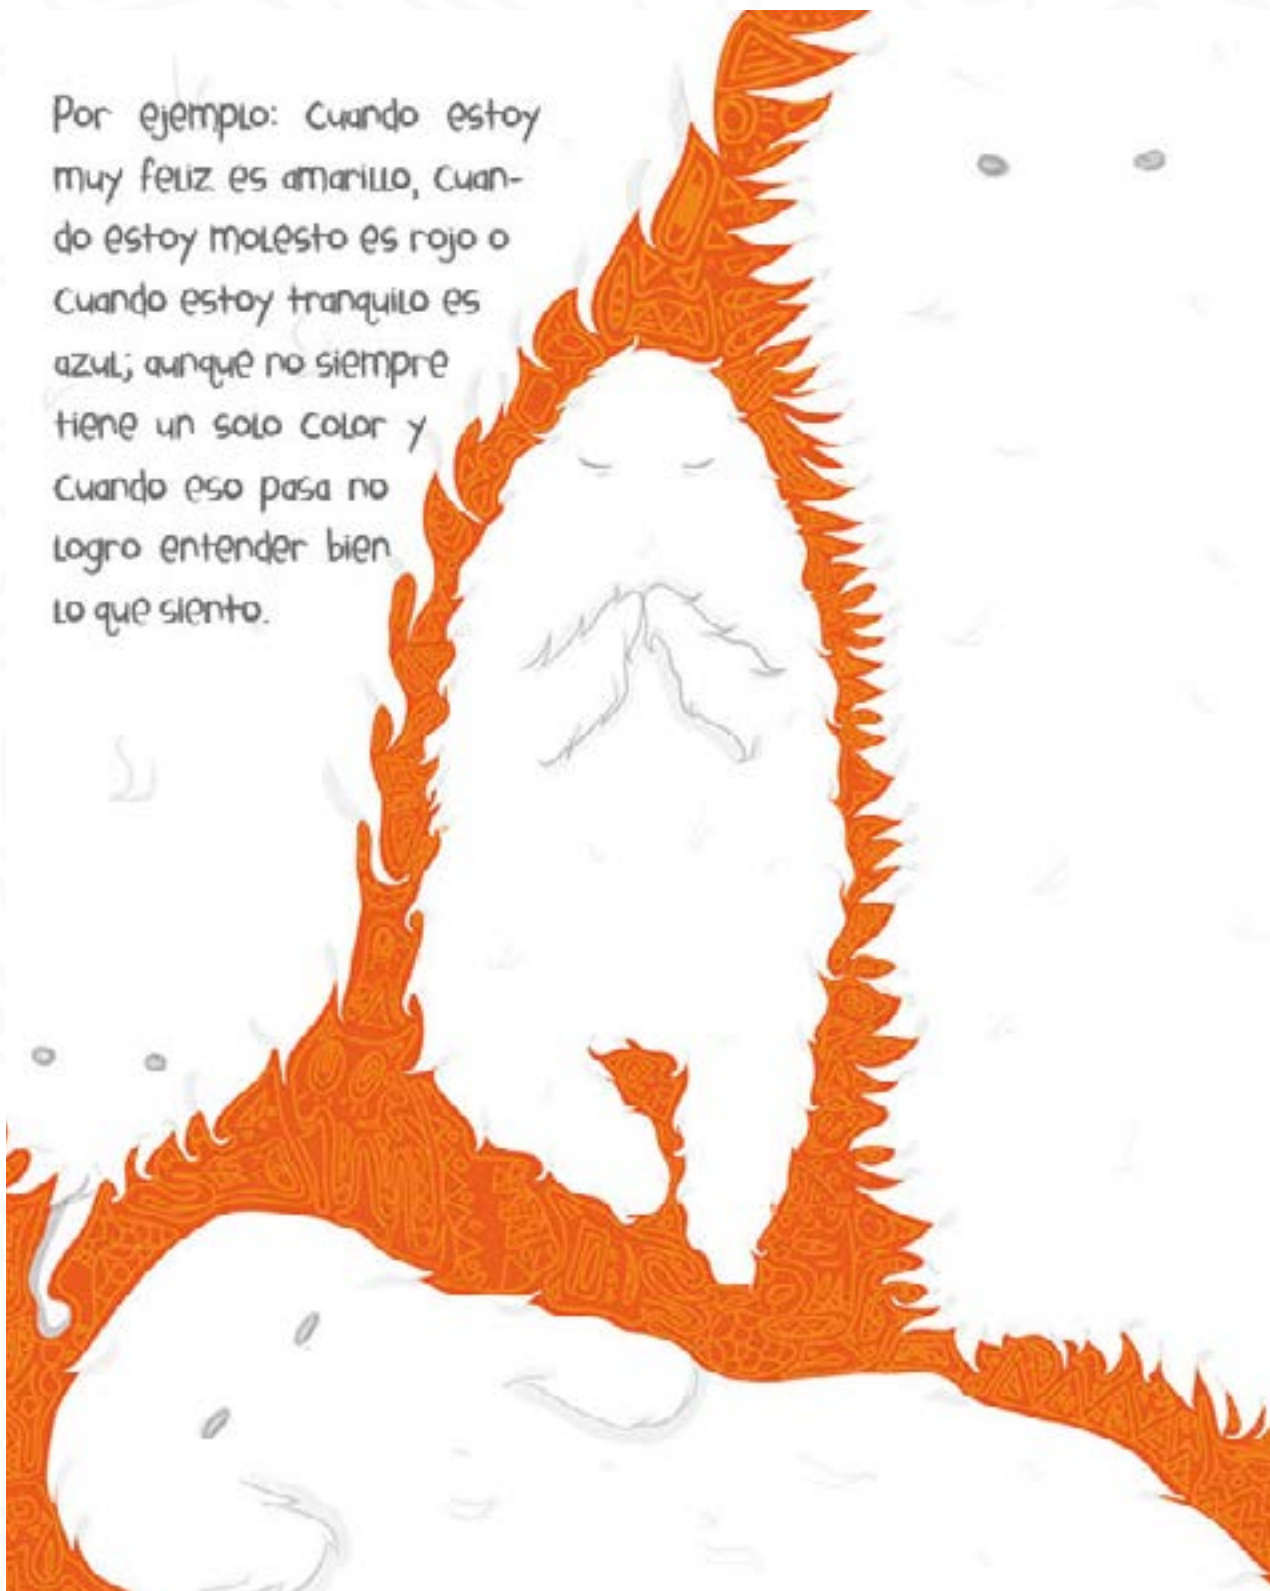 Por ejemplo: Cuando estoy
muy feliz es amarillo, Cuan-
do estoy molesto es rojo o
Cuando estoy tranquilo es
azul; aunque no siempre
tiene un solo color y
Cuando eso pasa no
logro entender bien
lo que siento.